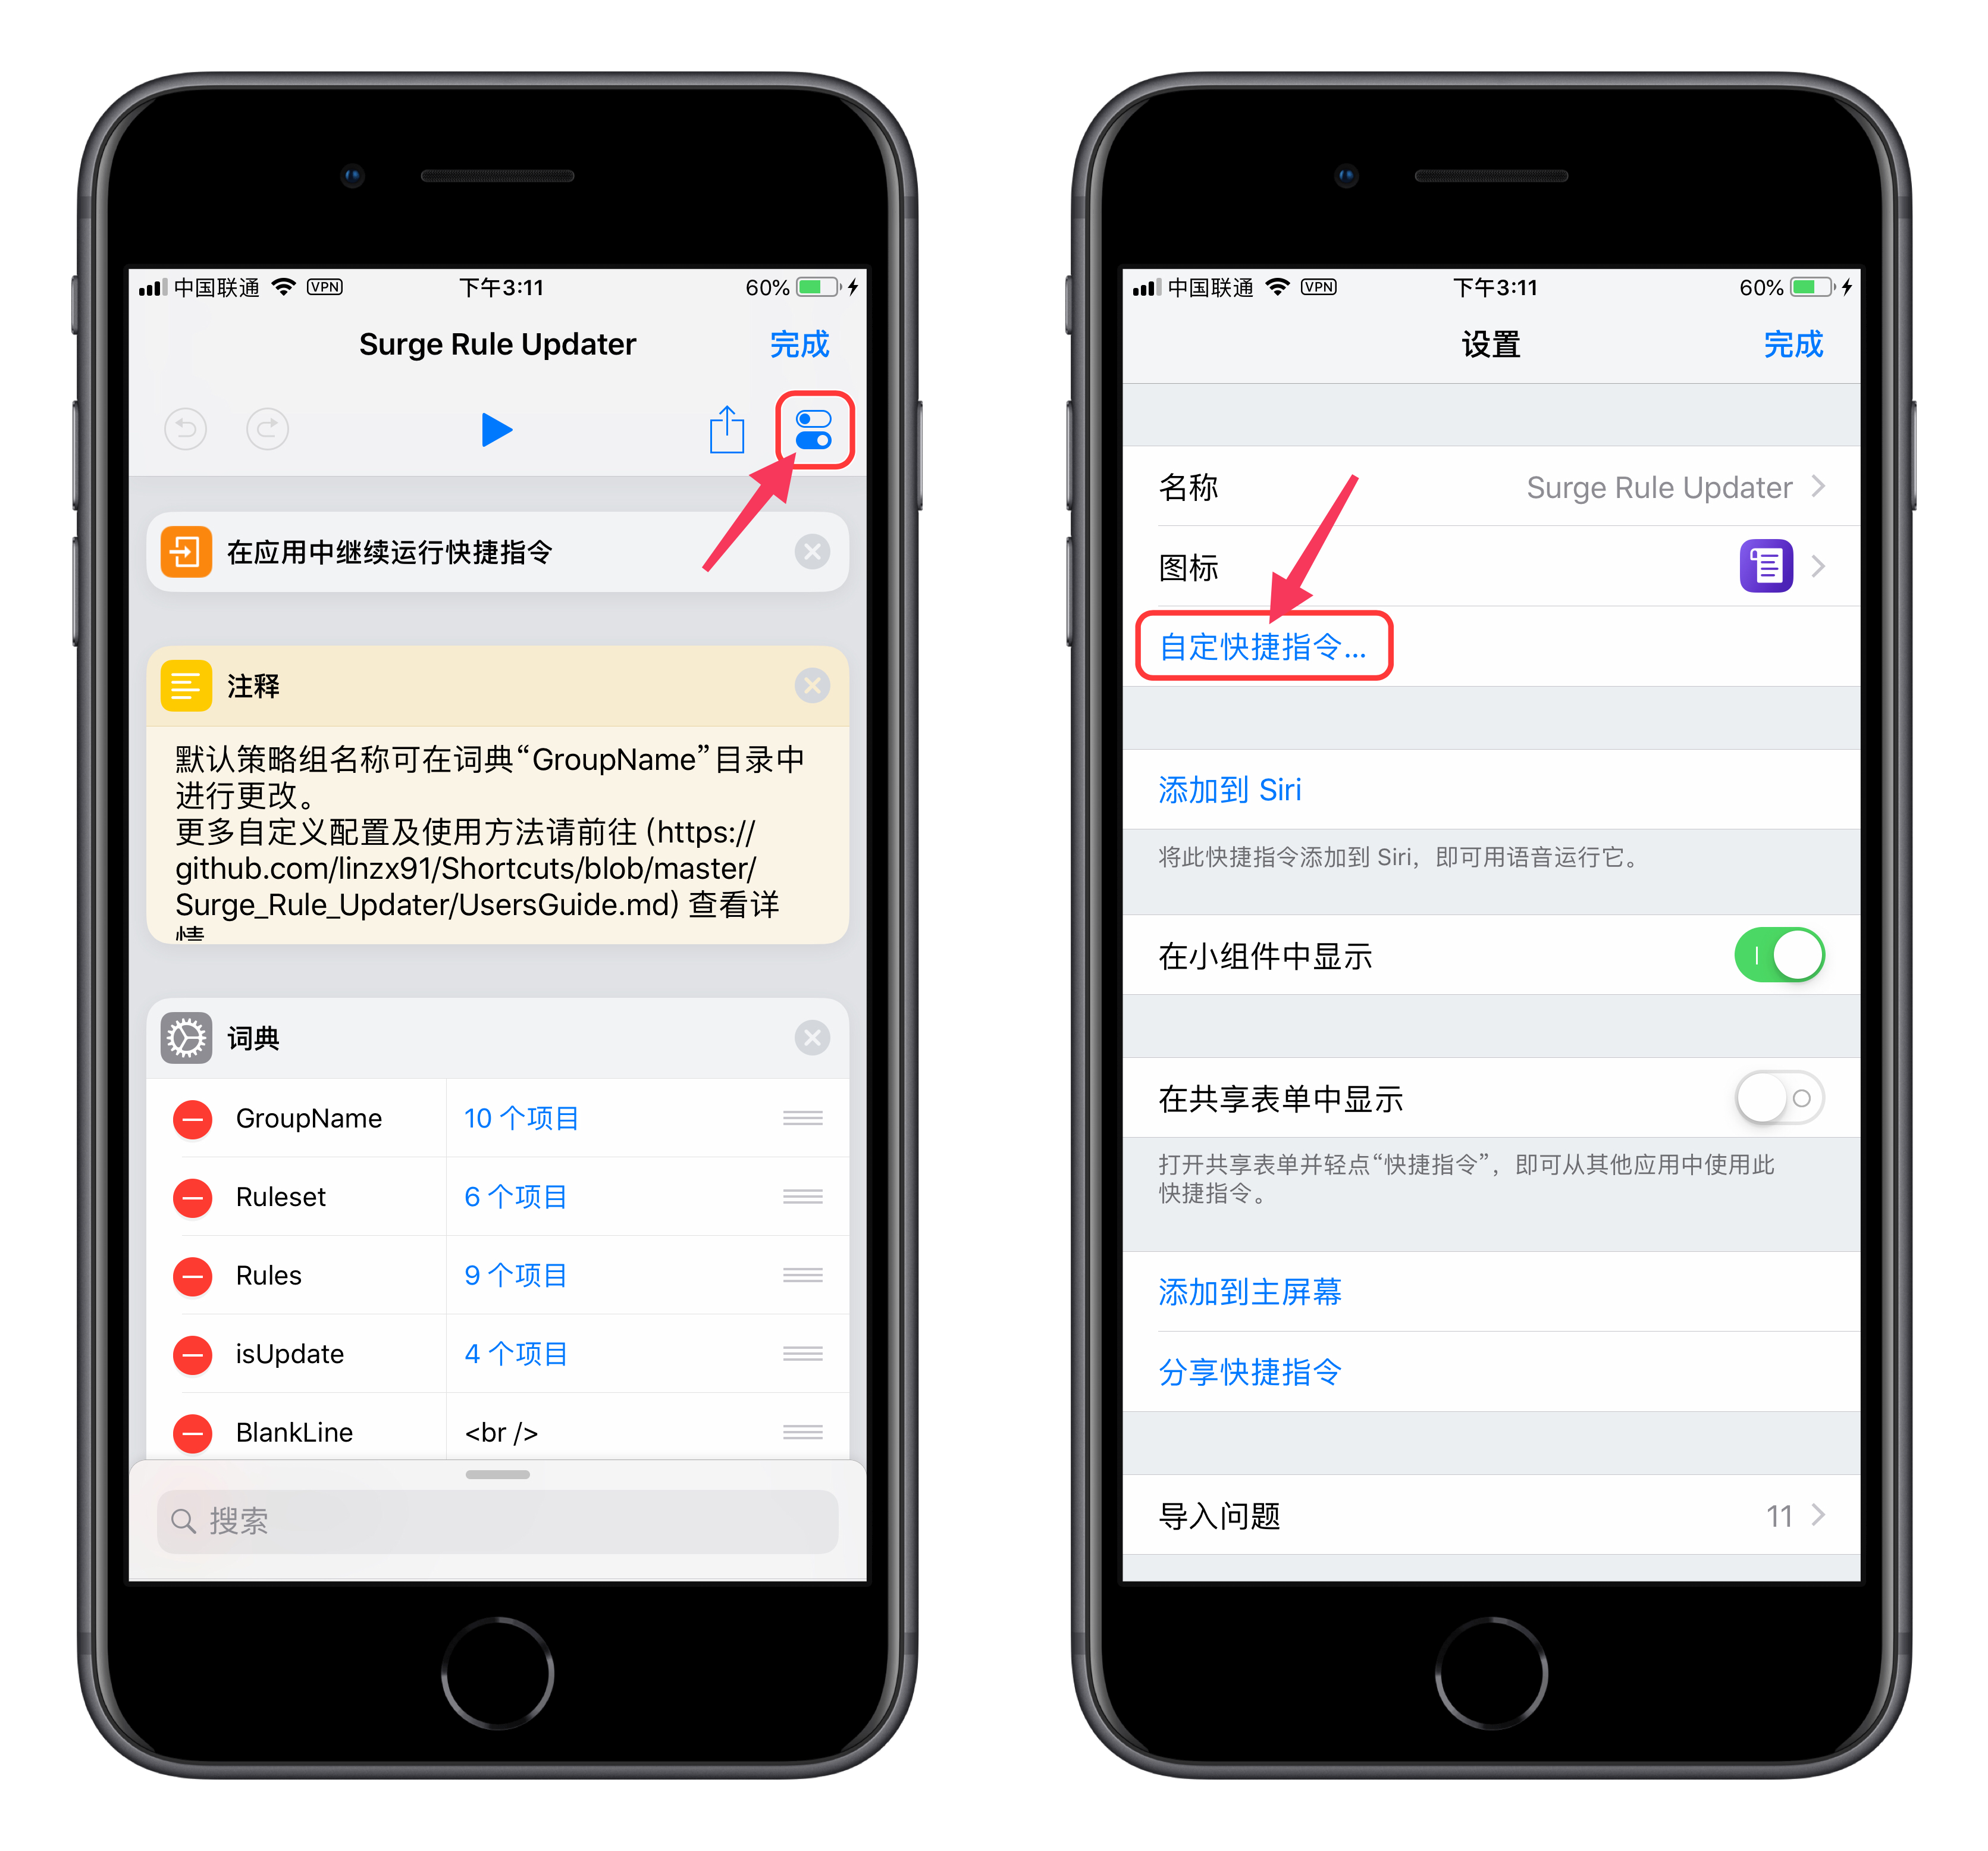 中国联通 VPN 下午3:11 60%
Surge Rule Updater 完成
在应用中继续运行快捷指令
注释
默认策略组名称可在词典“GroupName”目录中
进行更改。
更多自定义配置及使用方法请前往 (https://
github.com/linzx91/Shortcuts/blob/master/
Surge_Rule_Updater/UsersGuide.md) 查看详
情
词典
GroupName 10 个项目
Ruleset 6 个项目
Rules 9 个项目
isUpdate 4 个项目
BlankLine <br />
搜索
中国联通 VPN 下午3:11 60%
设置 完成
名称 Surge Rule Updater
图标
自定快捷指令...
添加到 Siri
将此快捷指令添加到 Siri，即可用语音运行它。
在小组件中显示
在共享表单中显示
打开共享表单并轻点“快捷指令”，即可从其他应用中使用此
快捷指令。
添加到主屏幕
分享快捷指令
导入问题 11